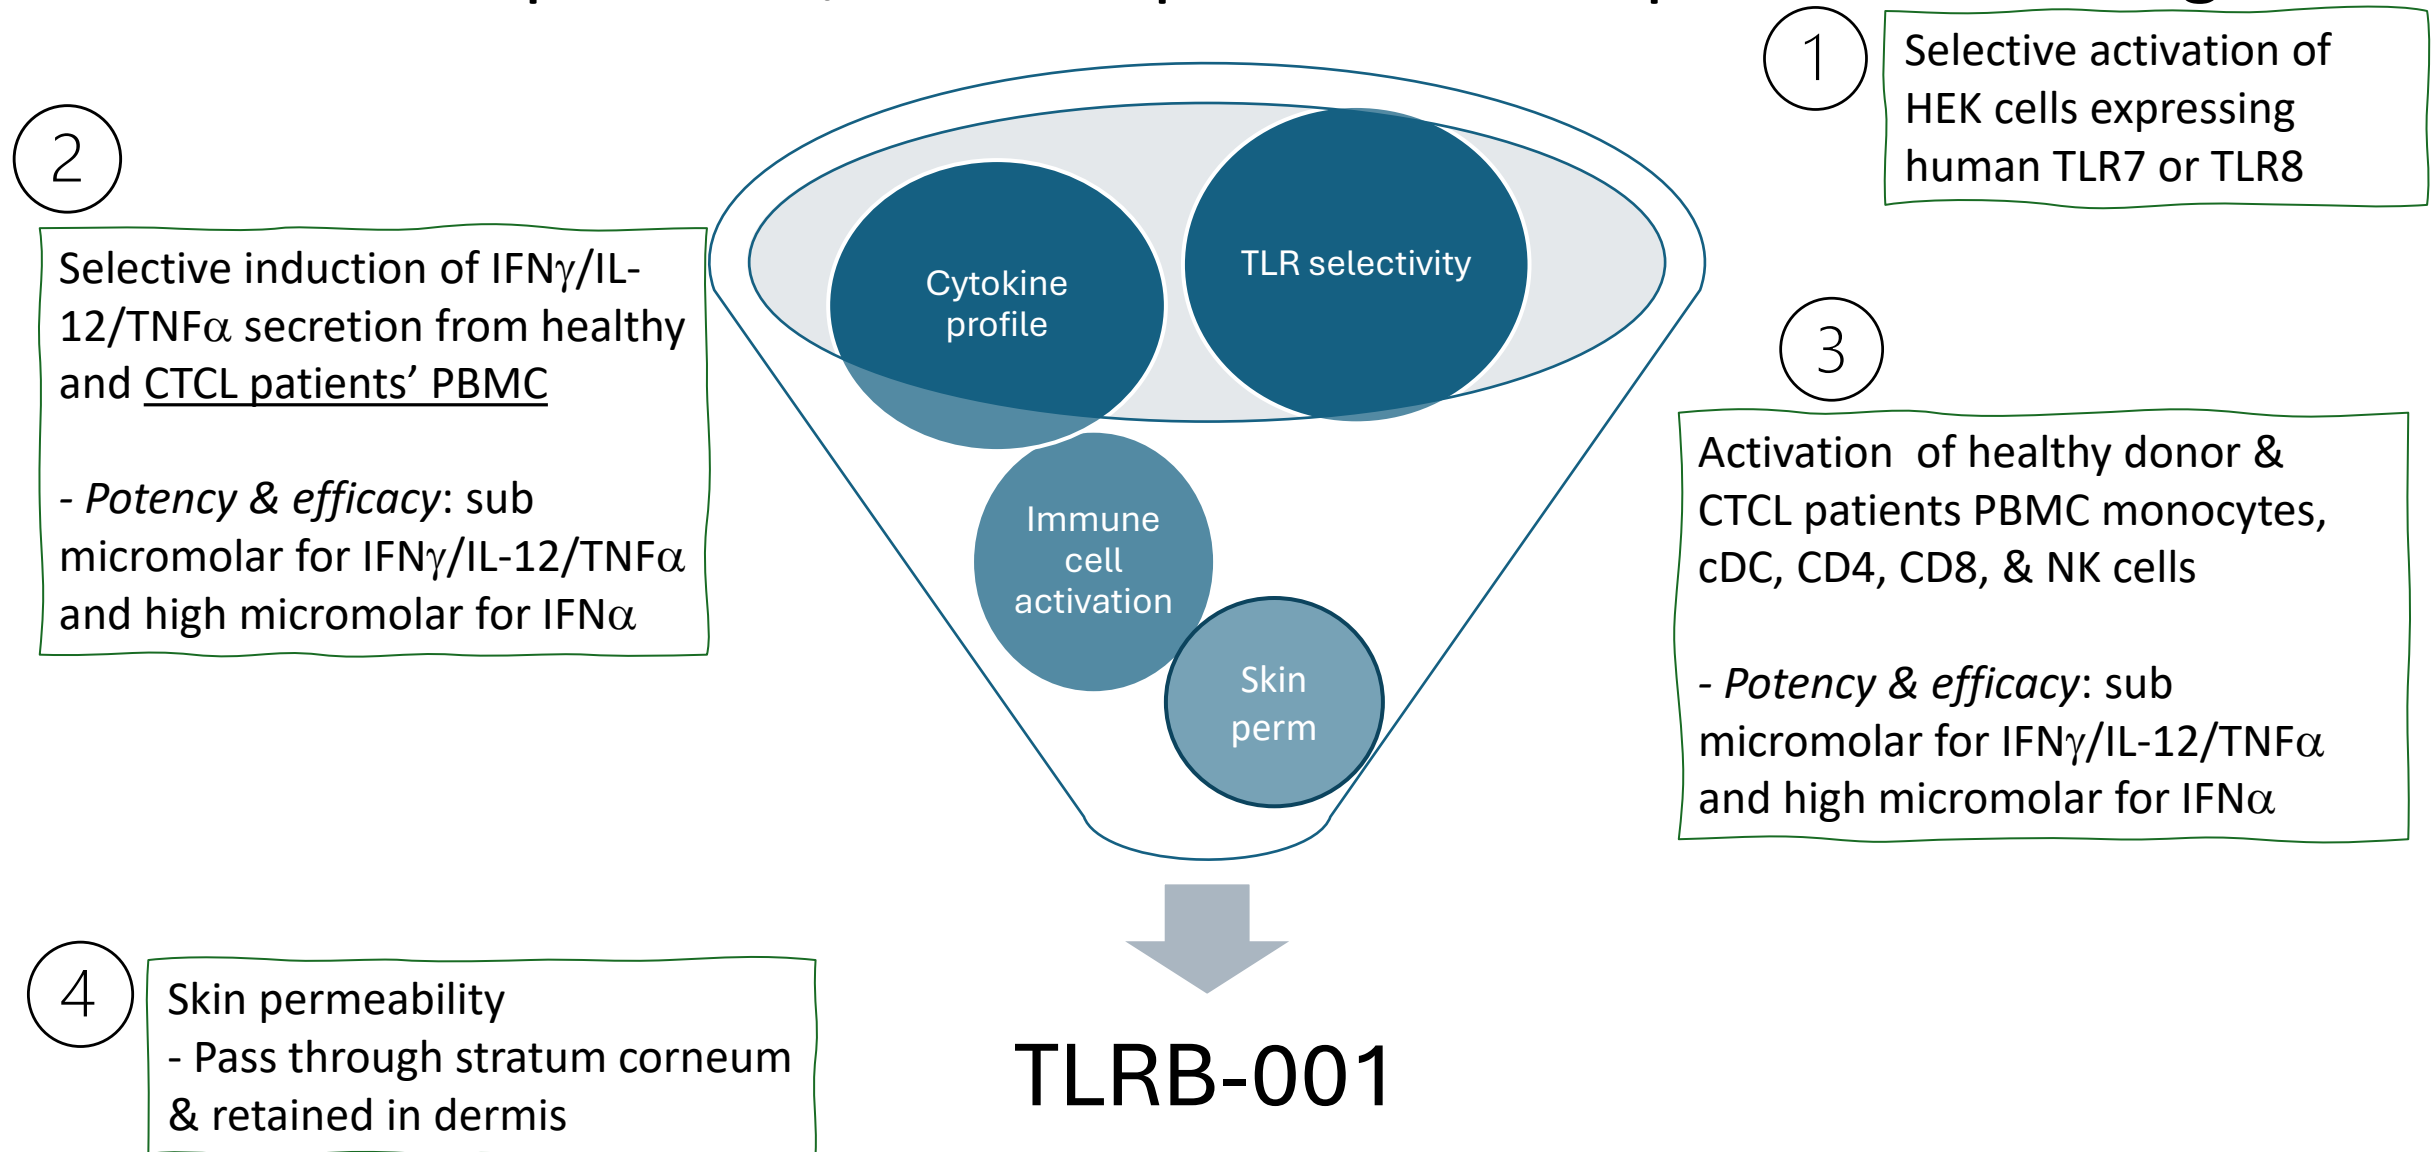 1
Selective activation of
HEK cells expressing
human TLR7 or TLR8
2
Selective induction of IFNγ/IL-
12/TNFα secretion from healthy
and CTCL patients’ PBMC
- Potency & efficacy: sub
micromolar for IFNγ/IL-12/TNFα
and high micromolar for IFNα
Cytokine
profile
TLR selectivity
Immune
cell
activation
Skin
perm
3
Activation  of healthy donor &
CTCL patients PBMC monocytes,
cDC, CD4, CD8, & NK cells
- Potency & efficacy: sub
micromolar for IFNγ/IL-12/TNFα
and high micromolar for IFNα
4
Skin permeability
- Pass through stratum corneum
& retained in dermis
TLRB-001